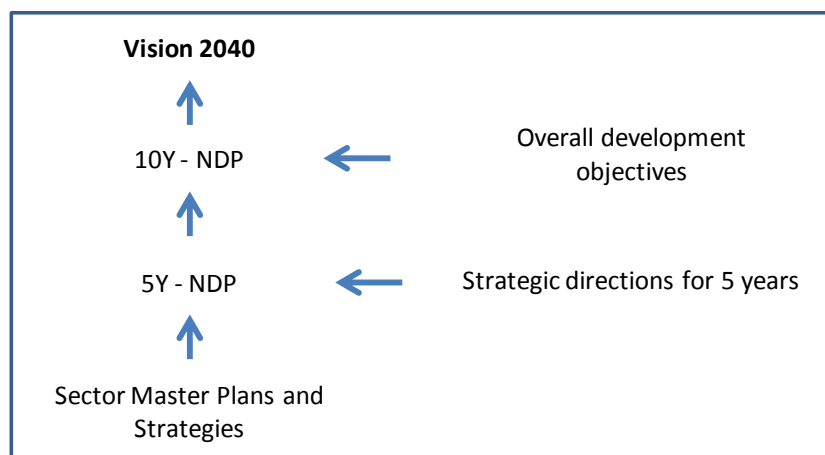 Vision 2040
10Y - NDP
Overall development
objectives
5Y - NDP
Strategic directions for 5 years
Sector Master Plans and
Strategies